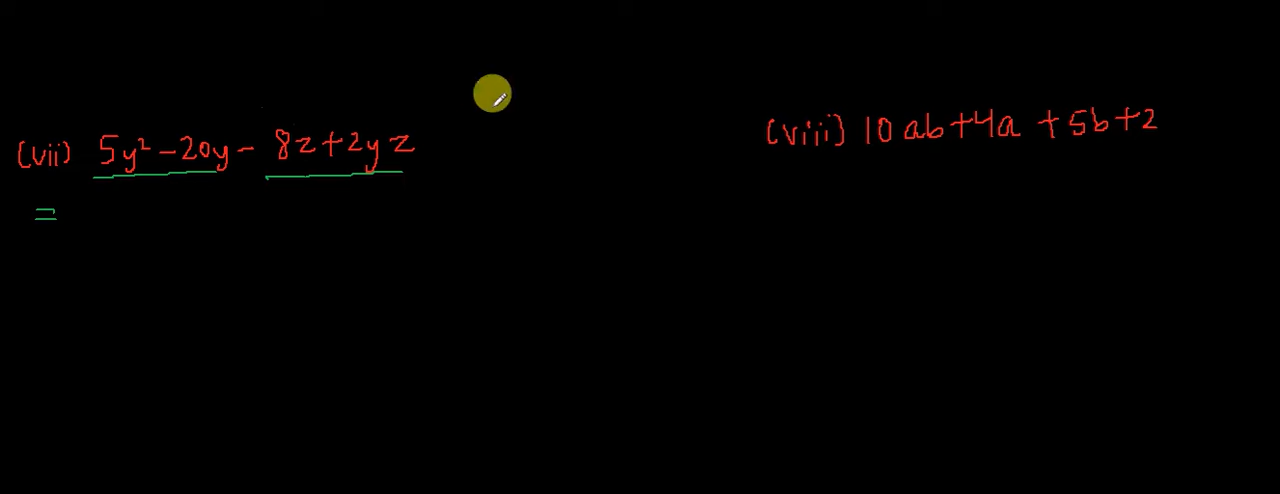 (vii) 5y² - 20y - 8z + 2yz
=
(viii) 10ab + 4a + 5b + 2